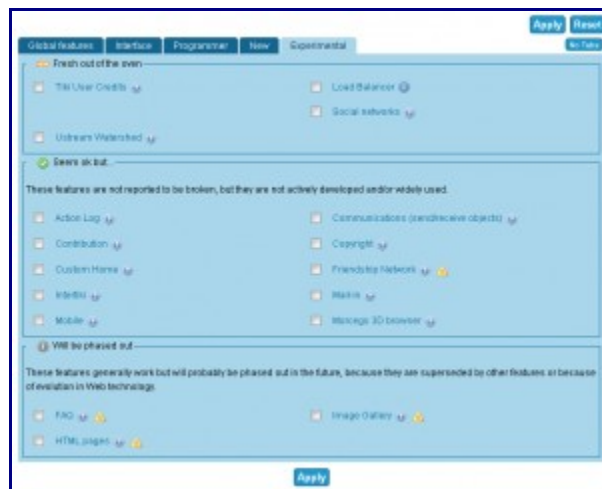 Apply Reset
Global features Interface Programmer New Experimental No Tabs
Fresh out of the oven
Tiki User Credits Load Balancer
Social networks
Ustream Watershed
Seems ok but...
These features are not reported to be broken, but they are not actively developed and/or widely used.
Action Log Communications (send/receive objects)
Contribution Copyright
Custom Home Friendship Network
Intertiki Mail-in
Mobile Morcego 3D browser
Will be phased out
These features generally work but will probably be phased out in the future, because they are superseded by other features or because
of evolution in Web technology.
FAQ Image Gallery
HTML pages
Apply